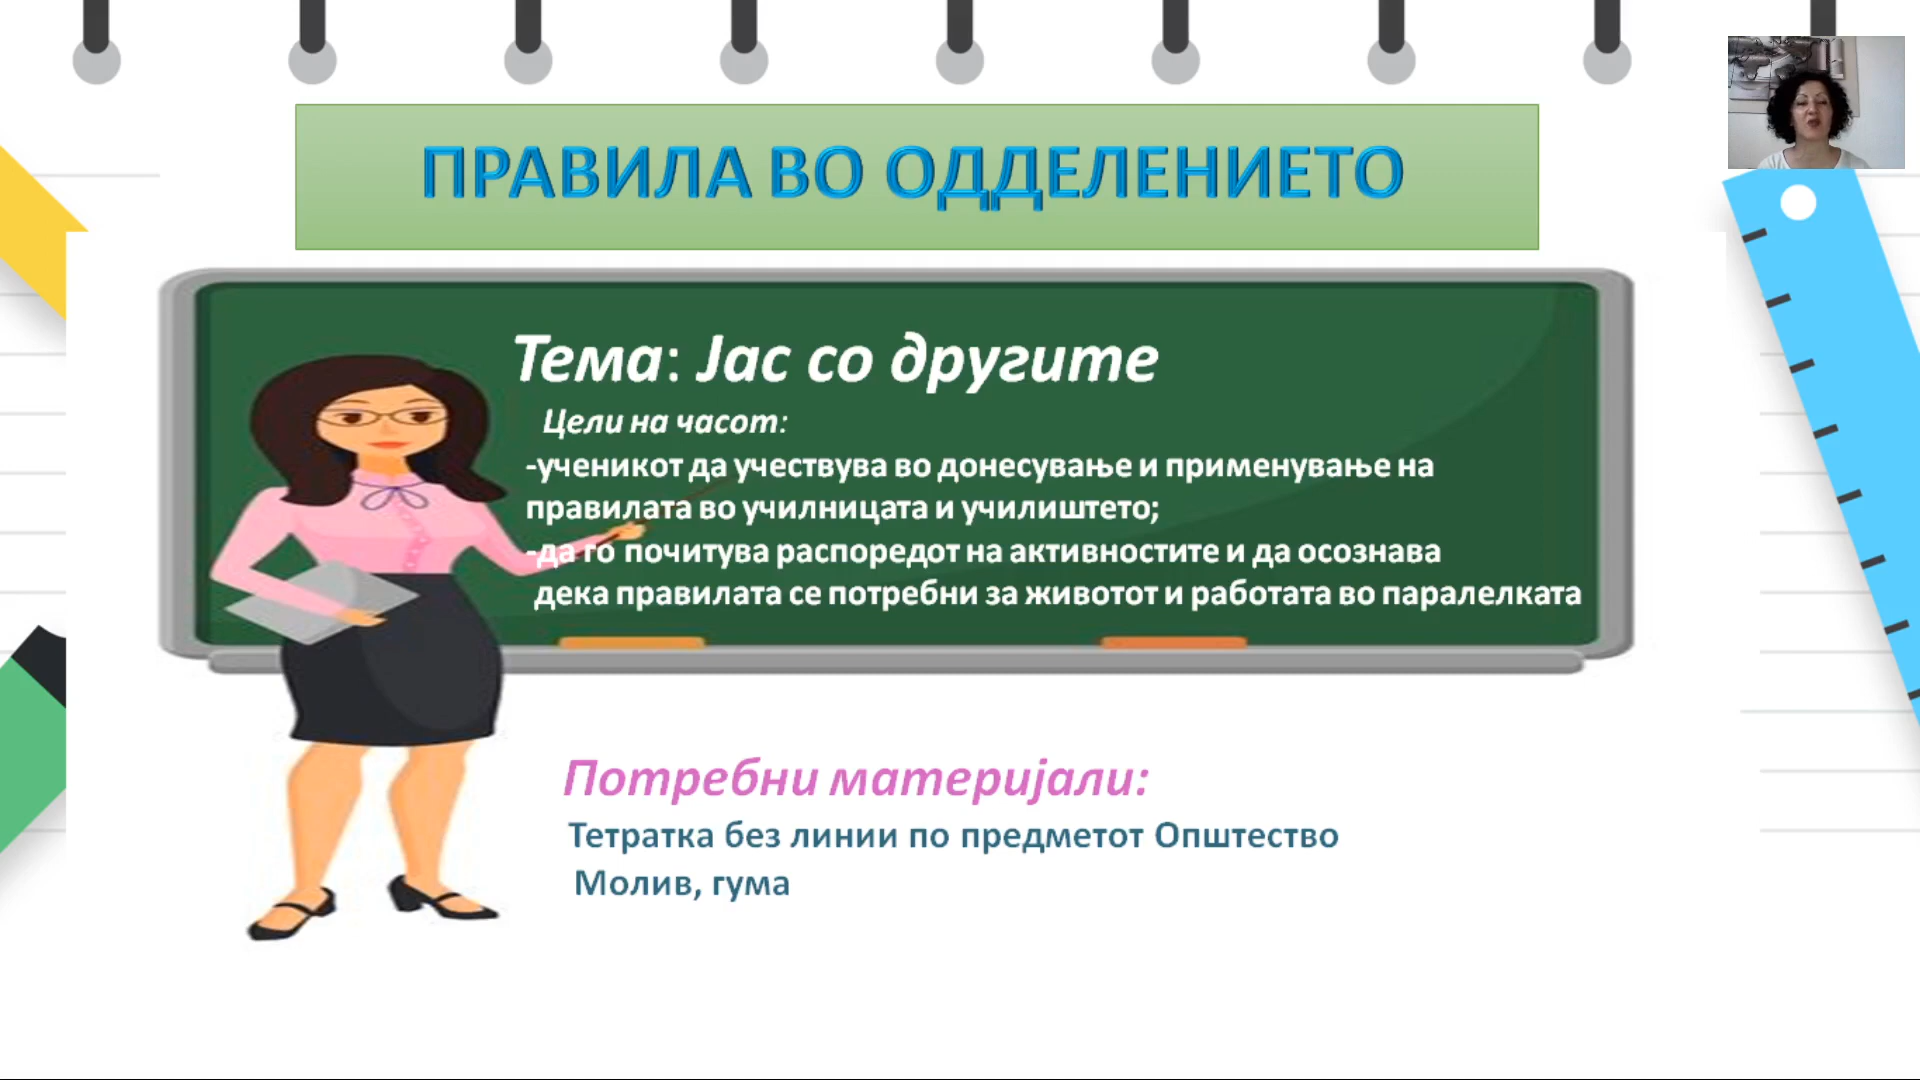 ПРАВИЛА ВО ОДДЕЛЕНИЕТО
Тема: Јас со другите
Цели на часот:
-ученикот да учествува во донесување и применување на
правилата во училницата и училиштето;
-да го почитува распоредот на активностите и да осознава
дека правилата се потребни за животот и работата во паралелката
Потребни материјали:
Тетратка без линии по предметот Општество
Молив, гума